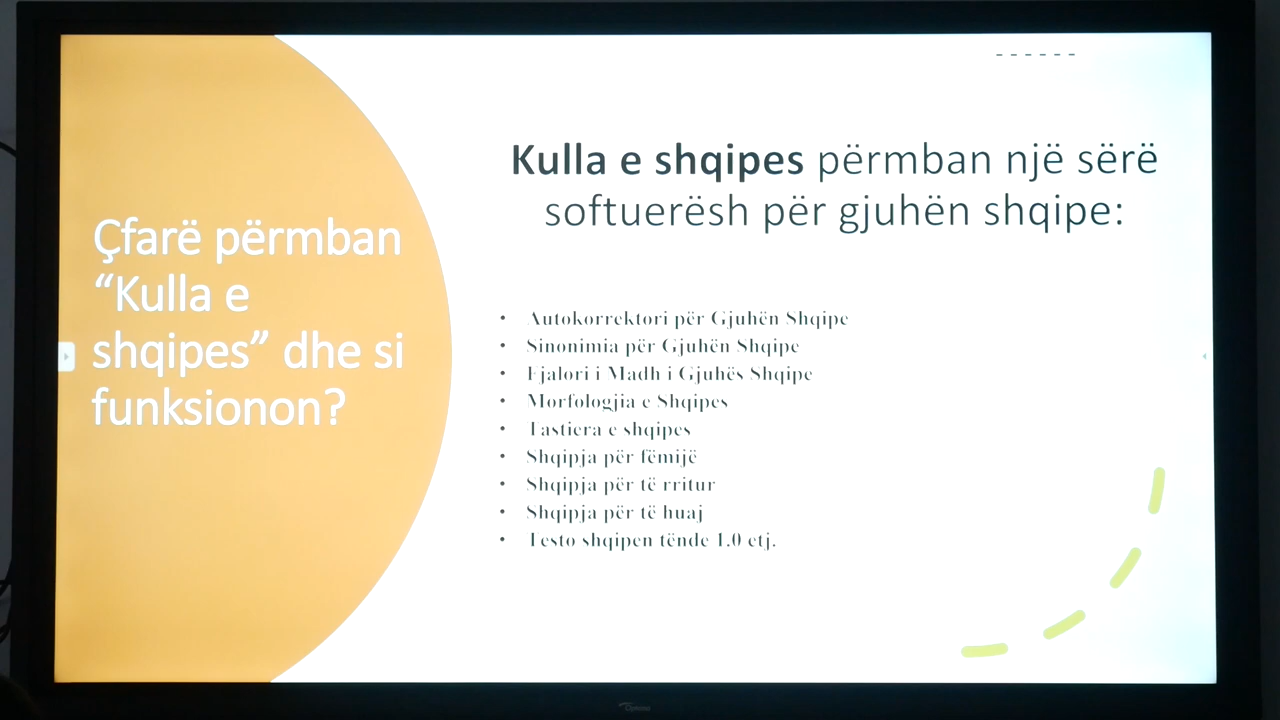 Çfarë përmban
“Kulla e
shqipes” dhe si
funksionon?
Kulla e shqipes përmban një sërë
softuerësh për gjuhën shqipe:
• Autokorrektori për Gjuhën Shqipe
• Sinonimia për Gjuhën Shqipe
• Fjalori i Madh i Gjuhës Shqipe
• Morfologjia e Shqipes
• Tastiera e shqipes
• Shqipja për fëmijë
• Shqipja për të rritur
• Shqipja për të huaj
• Testo shqipen tënde 1.0 etj.